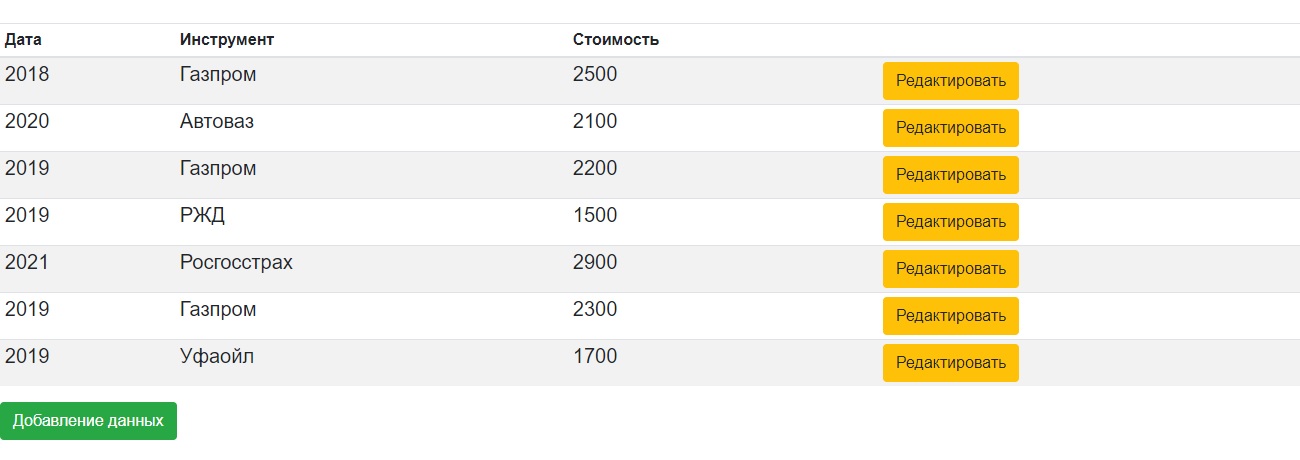 Дата Инструмент Стоимость
2018 Газпром 2500 Редактировать
2020 Автоваз 2100 Редактировать
2019 Газпром 2200 Редактировать
2019 РЖД 1500 Редактировать
2021 Росгосстрах 2900 Редактировать
2019 Газпром 2300 Редактировать
2019 Уфаойл 1700 Редактировать
Добавление данных